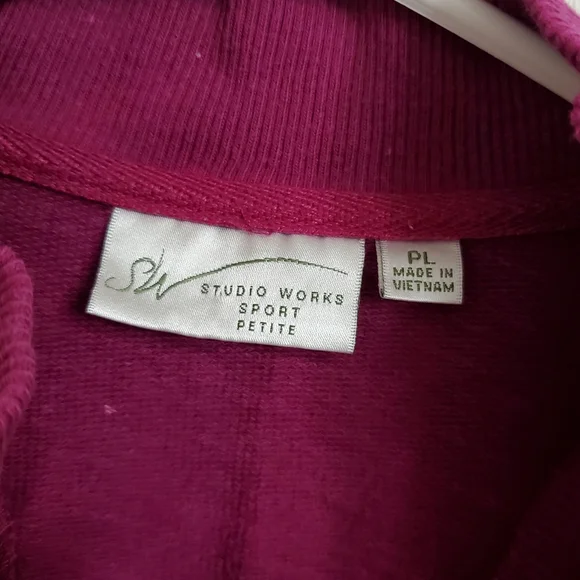 SW
STUDIO WORKS
SPORT
PETITE
PL
MADE IN
VIETNAM